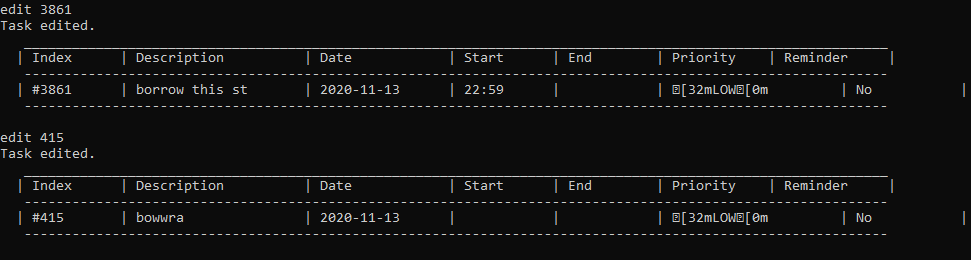 edit 3861
Task edited.
| Index | Description | Date | Start | End | Priority | Reminder |
| #3861 | borrow this st | 2020-11-13 | 22:59 | | ⍰[32mLOW⍰[0m | No |
edit 415
Task edited.
| Index | Description | Date | Start | End | Priority | Reminder |
| #415 | bowwra | 2020-11-13 | | | ⍰[32mLOW⍰[0m | No |